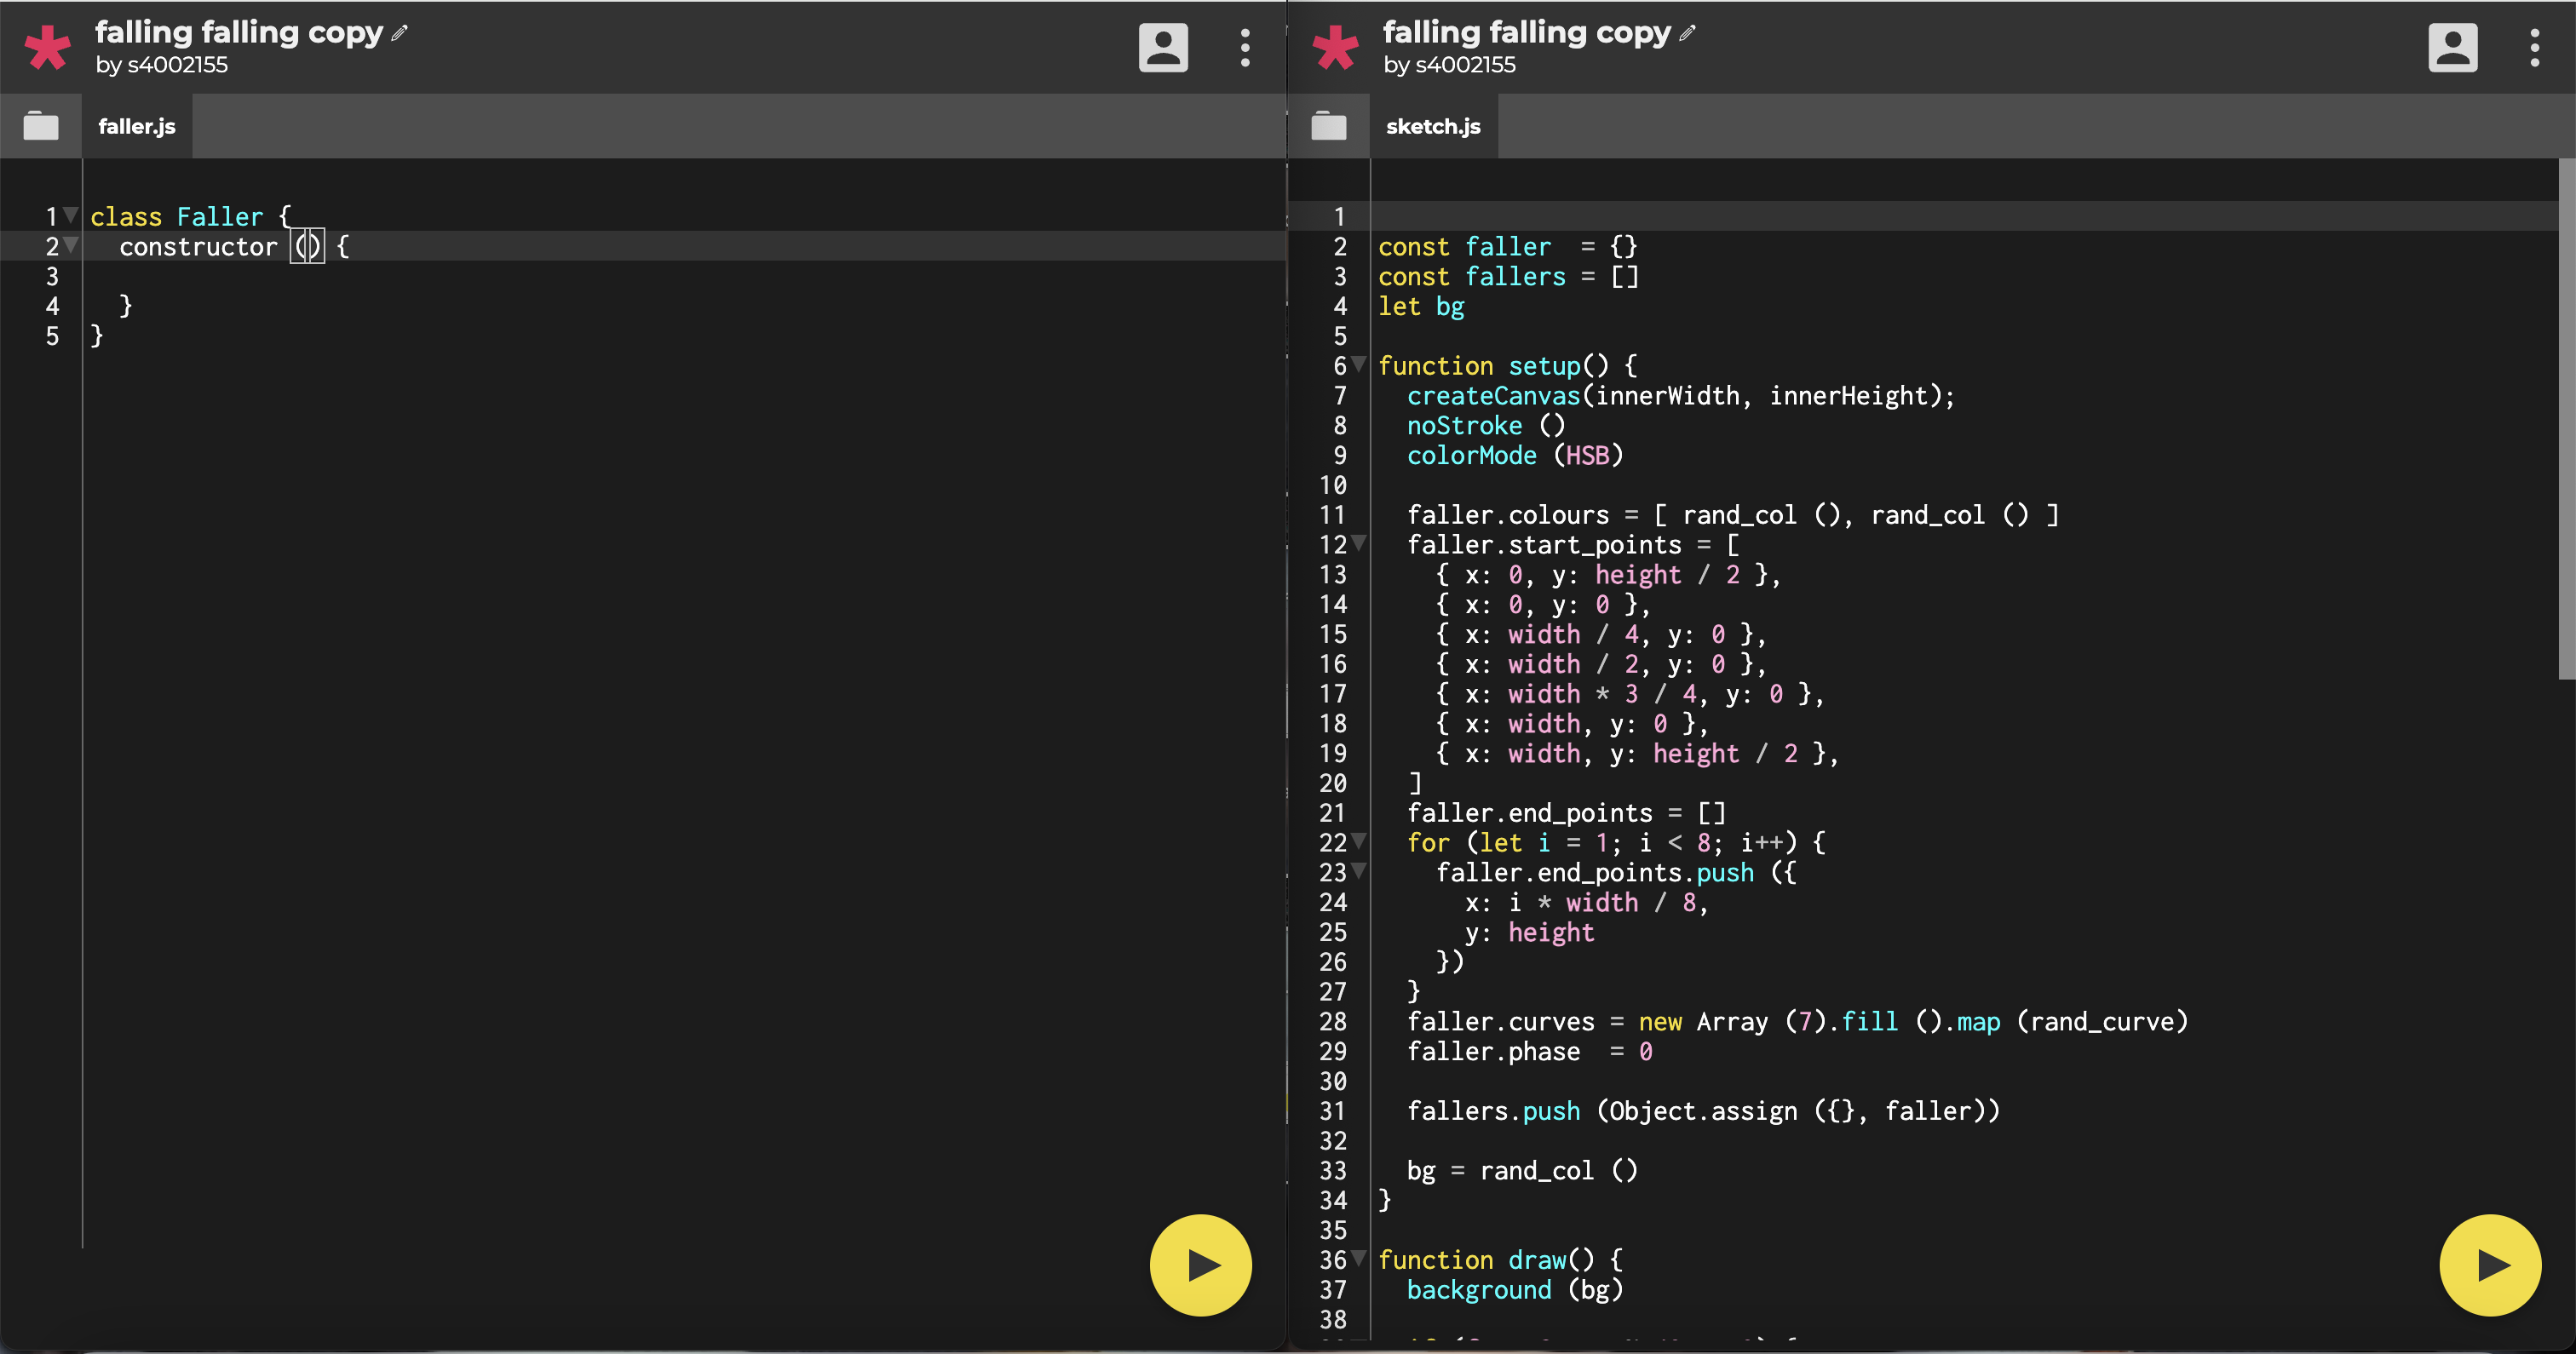 falling falling copy
by s4002155
faller.js
1 class Faller {
2   constructor () {
3
4   }
5 }
falling falling copy
by s4002155
sketch.js
1
2 const faller  = {}
3 const fallers = []
4 let bg
5
6 function setup() {
7   createCanvas(innerWidth, innerHeight);
8   noStroke ()
9   colorMode (HSB)
10
11   faller.colours = [ rand_col (), rand_col () ]
12   faller.start_points = [
13     { x: 0, y: height / 2 },
14     { x: 0, y: 0 },
15     { x: width / 4, y: 0 },
16     { x: width / 2, y: 0 },
17     { x: width * 3 / 4, y: 0 },
18     { x: width, y: 0 },
19     { x: width, y: height / 2 },
20   ]
21   faller.end_points = []
22   for (let i = 1; i < 8; i++) {
23     faller.end_points.push ({
24       x: i * width / 8,
25       y: height
26     })
27   }
28   faller.curves = new Array (7).fill ().map (rand_curve)
29   faller.phase  = 0
30
31   fallers.push (Object.assign ({}, faller))
32
33   bg = rand_col ()
34 }
35
36 function draw() {
37   background (bg)
38